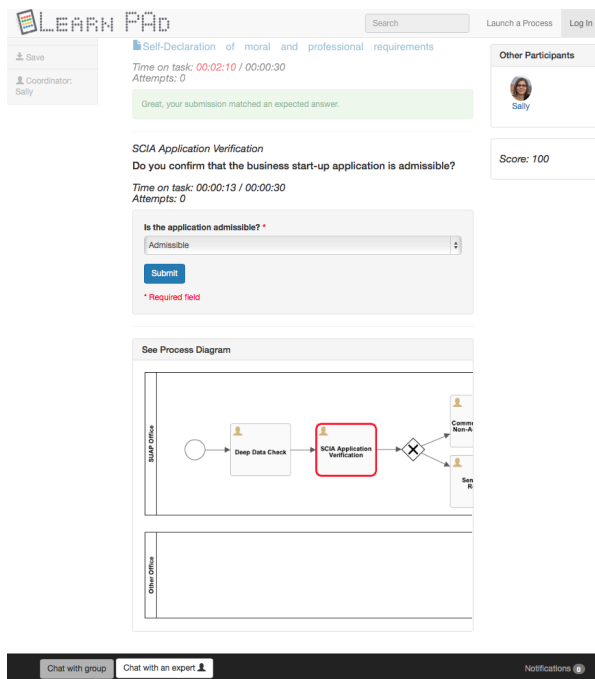 LEARN PAD
Search
Launch a Process
Log In
Save
Coordinator:
Sally
Self-Declaration of moral and professional requirements
Time on task: 00:02:10 / 00:00:30
Attempts: 0
Great, your submission matched an expected answer.
Other Participants
Sally
Score: 100
SCIA Application Verification
Do you confirm that the business start-up application is admissible?
Time on task: 00:00:13 / 00:00:30
Attempts: 0
Is the application admissible? *
Admissible
Submit
* Required field
See Process Diagram
SUAP Office
Deep Data Check
SCIA Application
Verification
Commu
Non-A
Sen
R
Other Office
Chat with group
Chat with an expert
Notifications 0